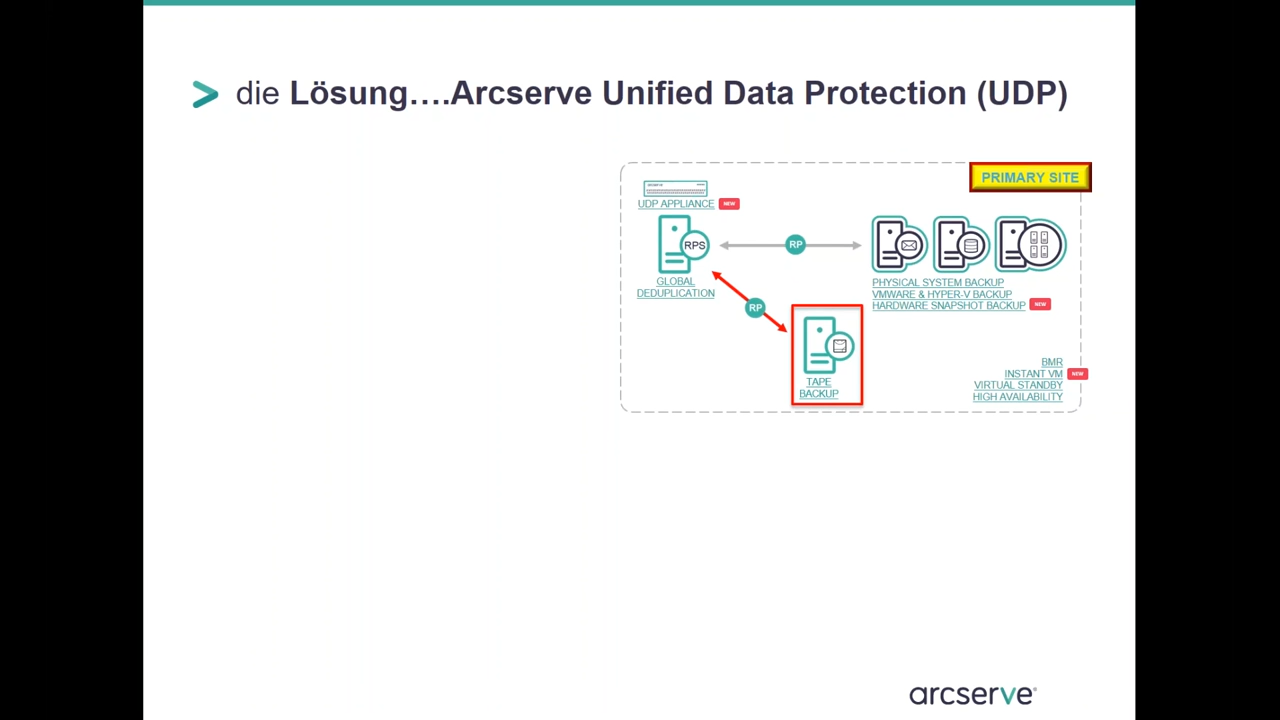 die Lösung….Arcserve Unified Data Protection (UDP)
PRIMARY SITE
UDP APPLIANCE NEW
RPS
GLOBAL
DEDUPLICATION
RP
PHYSICAL SYSTEM BACKUP
VMWARE & HYPER-V BACKUP
HARDWARE SNAPSHOT BACKUP NEW
RP
TAPE
BACKUP
BMR
INSTANT VM NEW
VIRTUAL STANDBY
HIGH AVAILABILITY
arcserve®